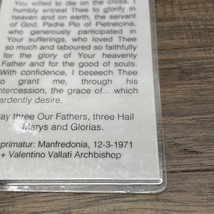 You willed to die on the cross, I
humbly entreat Thee to glorify in
heaven and on earth, the servant
of God, Padre Pio of Pietrelcina,
who generously participated in
Your sufferings, who loved Thee
so much and laboured so faithfully
for the glory of Your heavenly
Father and for the good of souls.
With confidence, I beseech Thee
to grant me, through his
intercession, the grace of... which
ardently desire.
ay three Our Fathers, three Hail
Marys and Glorias.
primatur: Manfredonia, 12-3-1971
+ Valentino Vallati Archbishop